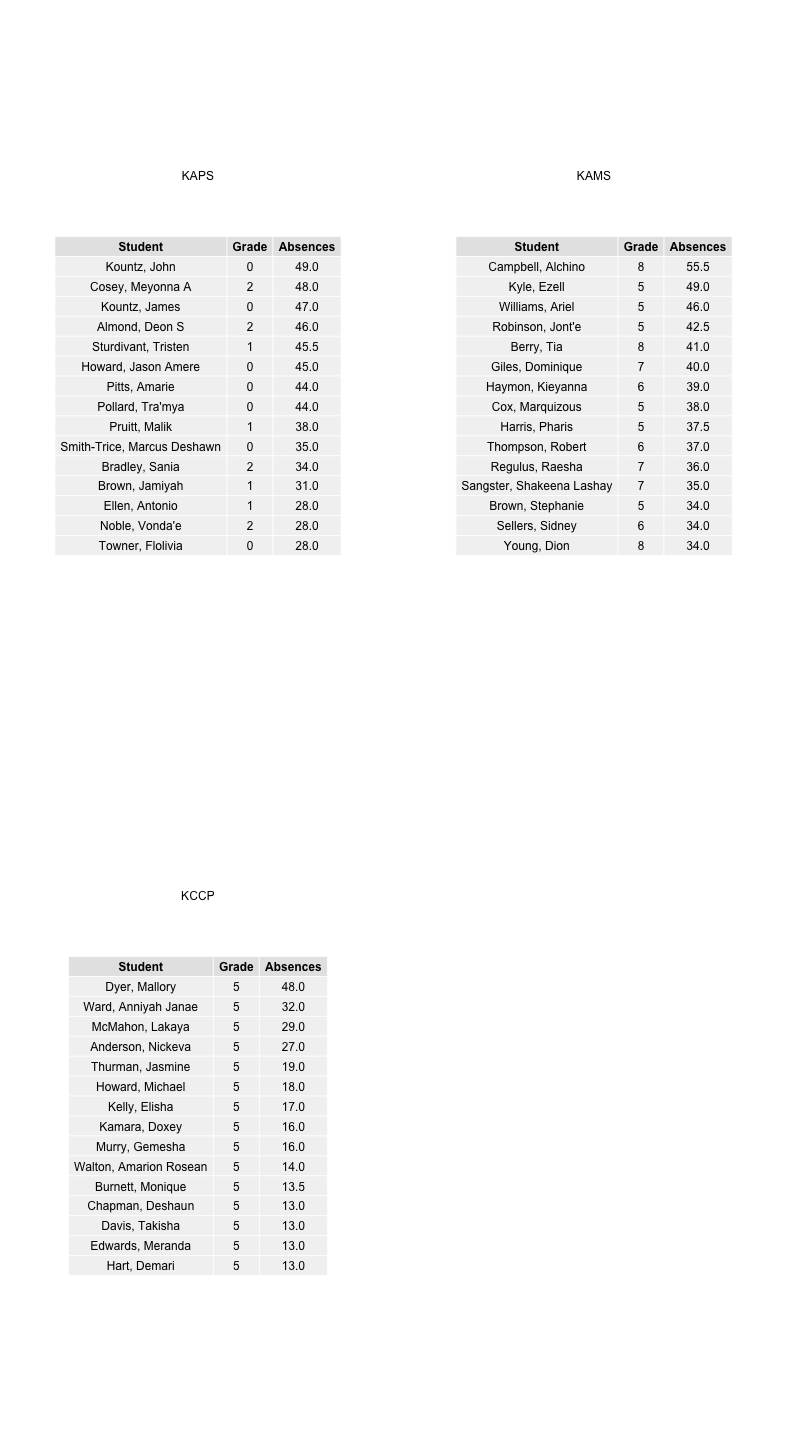 KAPS
Student Grade Absences
Kountz, John 0 49.0
Cosey, Meyonna A 2 48.0
Kountz, James 0 47.0
Almond, Deon S 2 46.0
Sturdivant, Tristen 1 45.5
Howard, Jason Amere 0 45.0
Pitts, Amarie 0 44.0
Pollard, Tra'mya 0 44.0
Pruitt, Malik 1 38.0
Smith-Trice, Marcus Deshawn 0 35.0
Bradley, Sania 2 34.0
Brown, Jamiyah 1 31.0
Ellen, Antonio 1 28.0
Noble, Vonda'e 2 28.0
Towner, Flolivia 0 28.0
KAMS
Student Grade Absences
Campbell, Alchino 8 55.5
Kyle, Ezell 5 49.0
Williams, Ariel 5 46.0
Robinson, Jont'e 5 42.5
Berry, Tia 8 41.0
Giles, Dominique 7 40.0
Haymon, Kieyanna 6 39.0
Cox, Marquizous 5 38.0
Harris, Pharis 5 37.5
Thompson, Robert 6 37.0
Regulus, Raesha 7 36.0
Sangster, Shakeena Lashay 7 35.0
Brown, Stephanie 5 34.0
Sellers, Sidney 6 34.0
Young, Dion 8 34.0
KCCP
Student Grade Absences
Dyer, Mallory 5 48.0
Ward, Anniyah Janae 5 32.0
McMahon, Lakaya 5 29.0
Anderson, Nickeva 5 27.0
Thurman, Jasmine 5 19.0
Howard, Michael 5 18.0
Kelly, Elisha 5 17.0
Kamara, Doxey 5 16.0
Murry, Gemesha 5 16.0
Walton, Amarion Rosean 5 14.0
Burnett, Monique 5 13.5
Chapman, Deshaun 5 13.0
Davis, Takisha 5 13.0
Edwards, Meranda 5 13.0
Hart, Demari 5 13.0